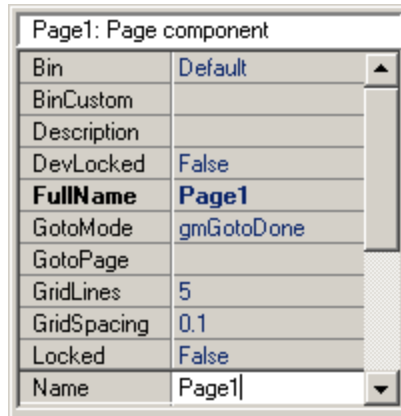 Page1: Page component
Bin Default
BinCustom
Description
DevLocked False
FullName Page1
GotoMode gmGotoDone
GotoPage
GridLines 5
GridSpacing 0.1
Locked False
Name Page1